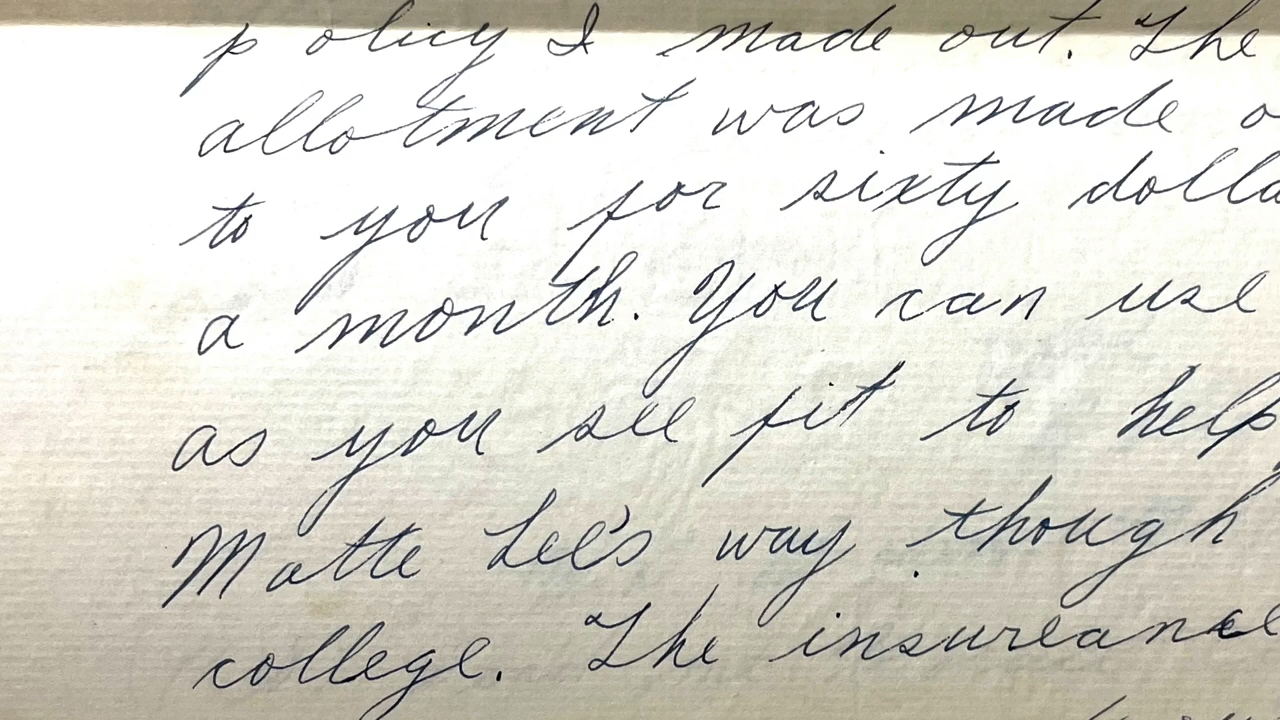 policy I made out. The
allotment was made o
to you for sixty dolla
a month. You can use
as you see fit to help
Matte Lee's way though
college. The insureance